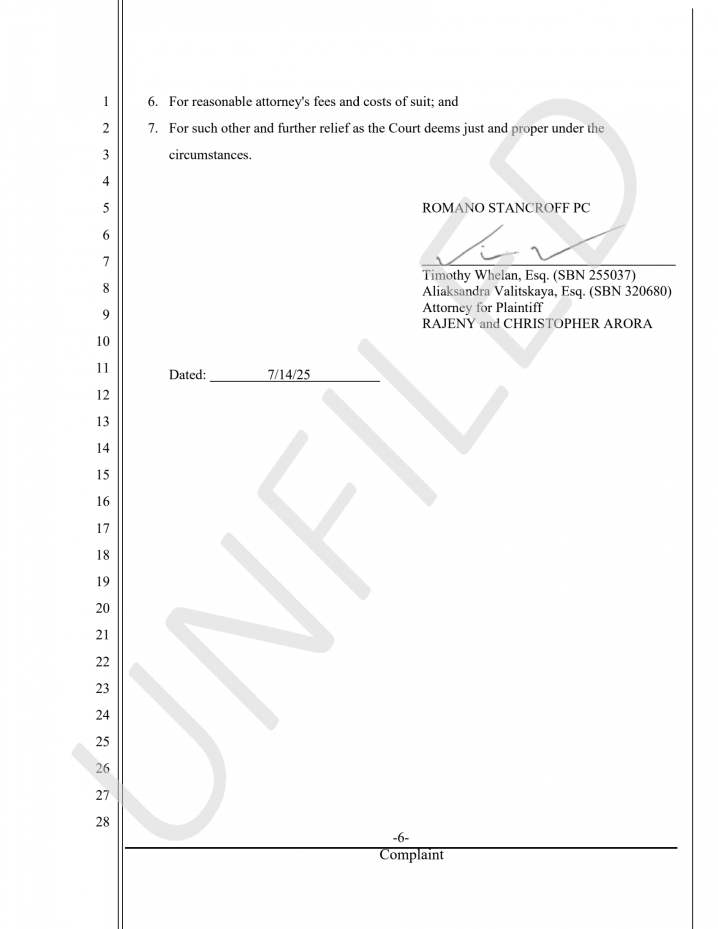 1 6. For reasonable attorney's fees and costs of suit; and
2 7. For such other and further relief as the Court deems just and proper under the
3 circumstances.
4
5 ROMANO STANCROFF PC
6
7
Timothy Whelan, Esq. (SBN 255037)
8 Aliaksandra Valitskaya, Esq. (SBN 320680)
Attorney for Plaintiff
9
RAJENY and CHRISTOPHER ARORA
10
11 Dated: 7/14/25
12
13
14
15
16
17
18
19
20
21
22
23
24
25
26
27
28
-6-
Complaint
UNFILED